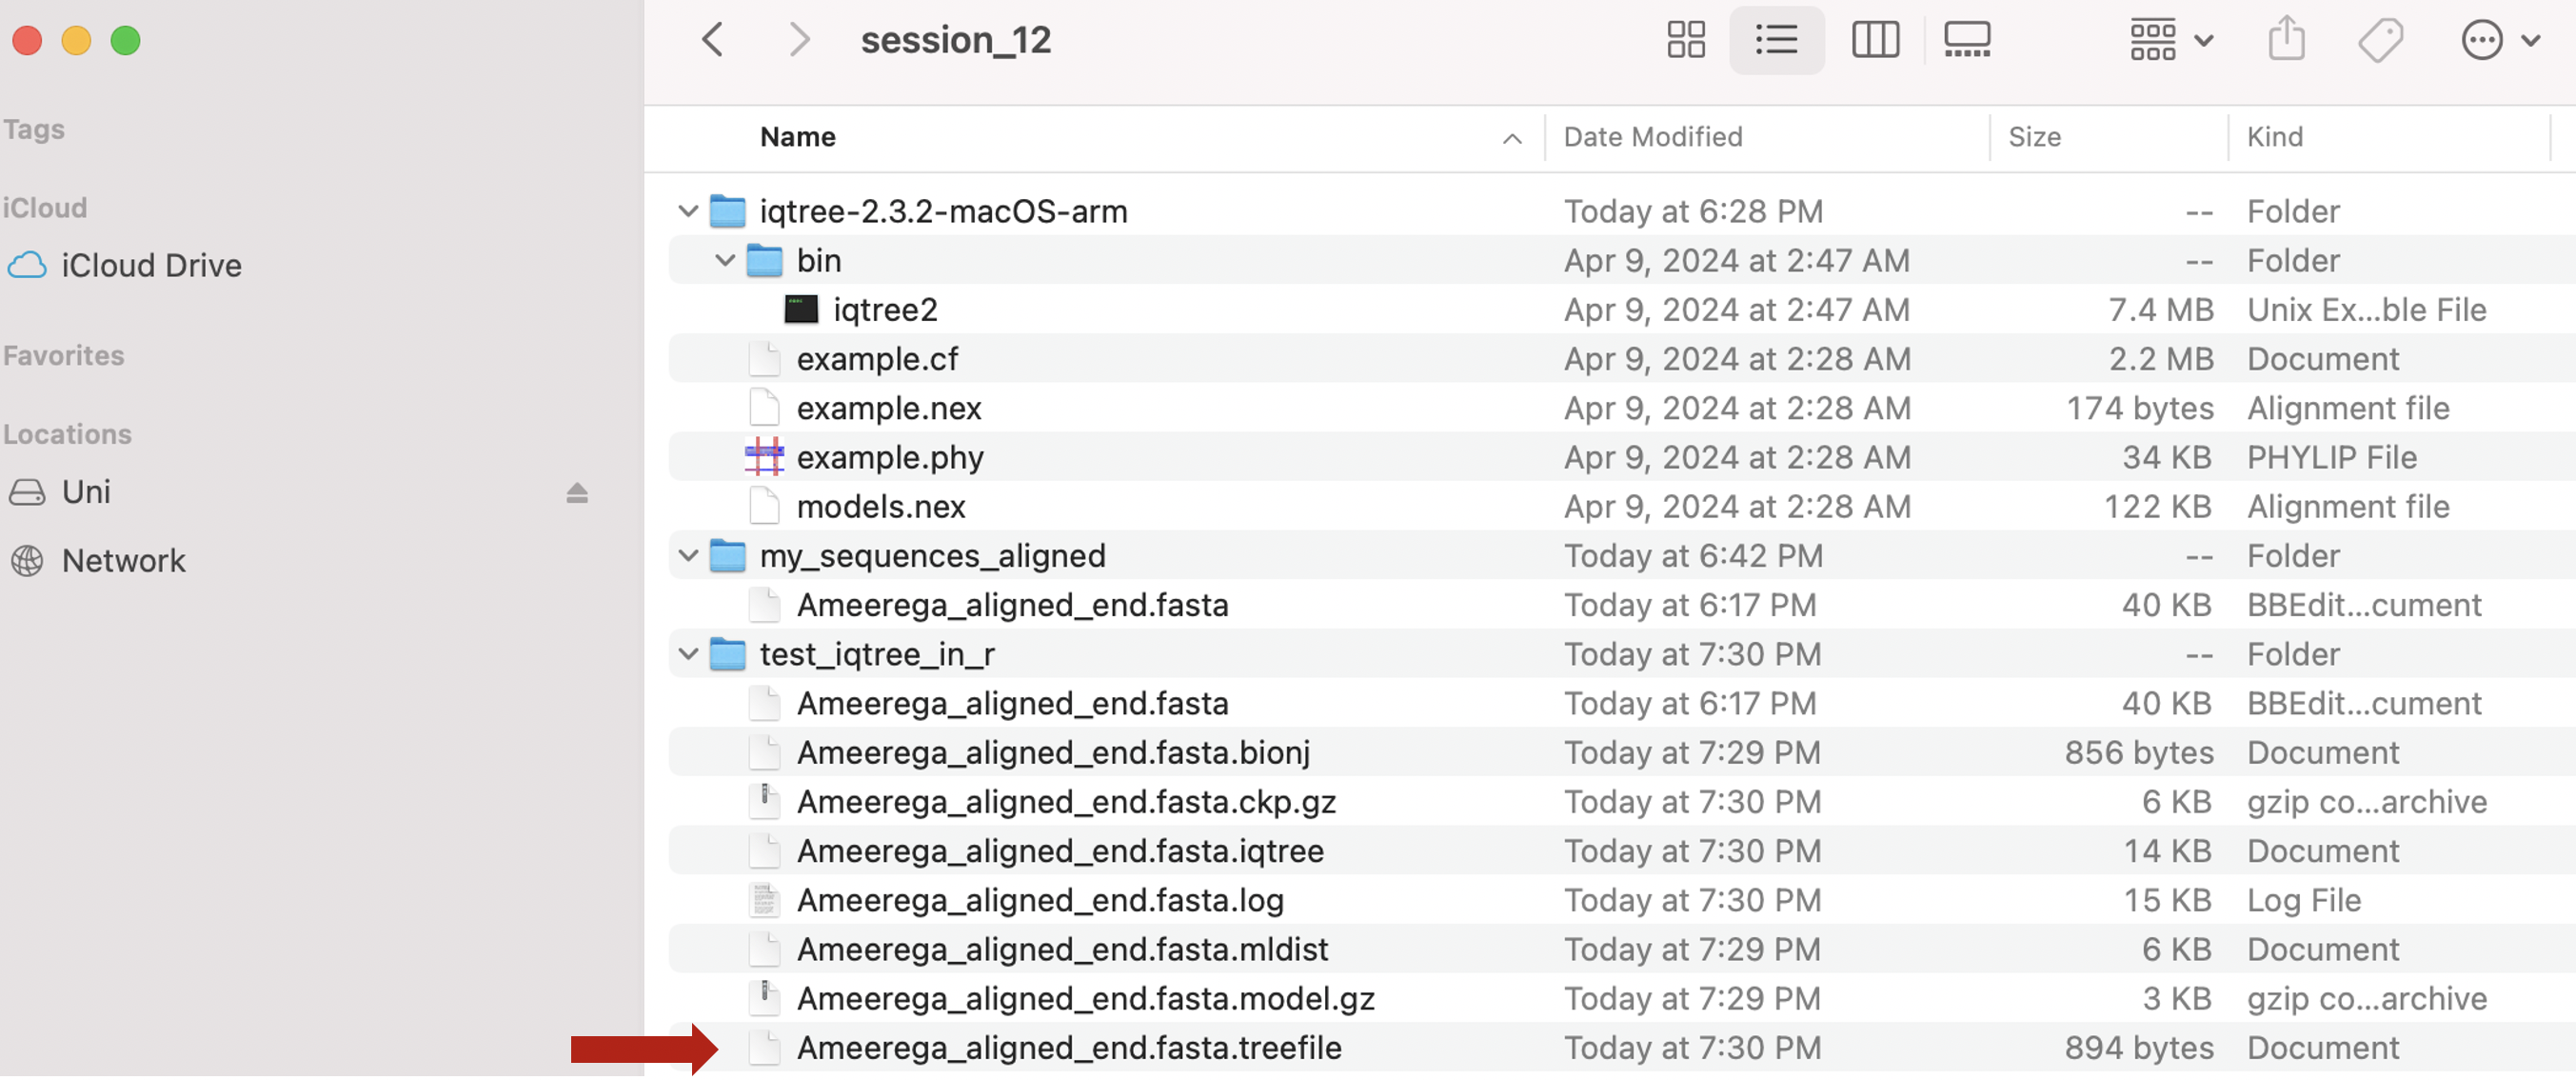 session_12
Tags
iCloud
iCloud Drive
Favorites
Locations
Uni
Network
Name Date Modified Size Kind
iqtree-2.3.2-macOS-arm Today at 6:28 PM -- Folder
bin Apr 9, 2024 at 2:47 AM -- Folder
iqtree2 Apr 9, 2024 at 2:47 AM 7.4 MB Unix Ex...ble File
example.cf Apr 9, 2024 at 2:28 AM 2.2 MB Document
example.nex Apr 9, 2024 at 2:28 AM 174 bytes Alignment file
example.phy Apr 9, 2024 at 2:28 AM 34 KB PHYLIP File
models.nex Apr 9, 2024 at 2:28 AM 122 KB Alignment file
my_sequences_aligned Today at 6:42 PM -- Folder
Ameerega_aligned_end.fasta Today at 6:17 PM 40 KB BBEdit...cument
test_iqtree_in_r Today at 7:30 PM -- Folder
Ameerega_aligned_end.fasta Today at 6:17 PM 40 KB BBEdit...cument
Ameerega_aligned_end.fasta.bionj Today at 7:29 PM 856 bytes Document
Ameerega_aligned_end.fasta.ckp.gz Today at 7:30 PM 6 KB gzip co...archive
Ameerega_aligned_end.fasta.iqtree Today at 7:30 PM 14 KB Document
Ameerega_aligned_end.fasta.log Today at 7:30 PM 15 KB Log File
Ameerega_aligned_end.fasta.mldist Today at 7:29 PM 6 KB Document
Ameerega_aligned_end.fasta.model.gz Today at 7:29 PM 3 KB gzip co...archive
Ameerega_aligned_end.fasta.treefile Today at 7:30 PM 894 bytes Document